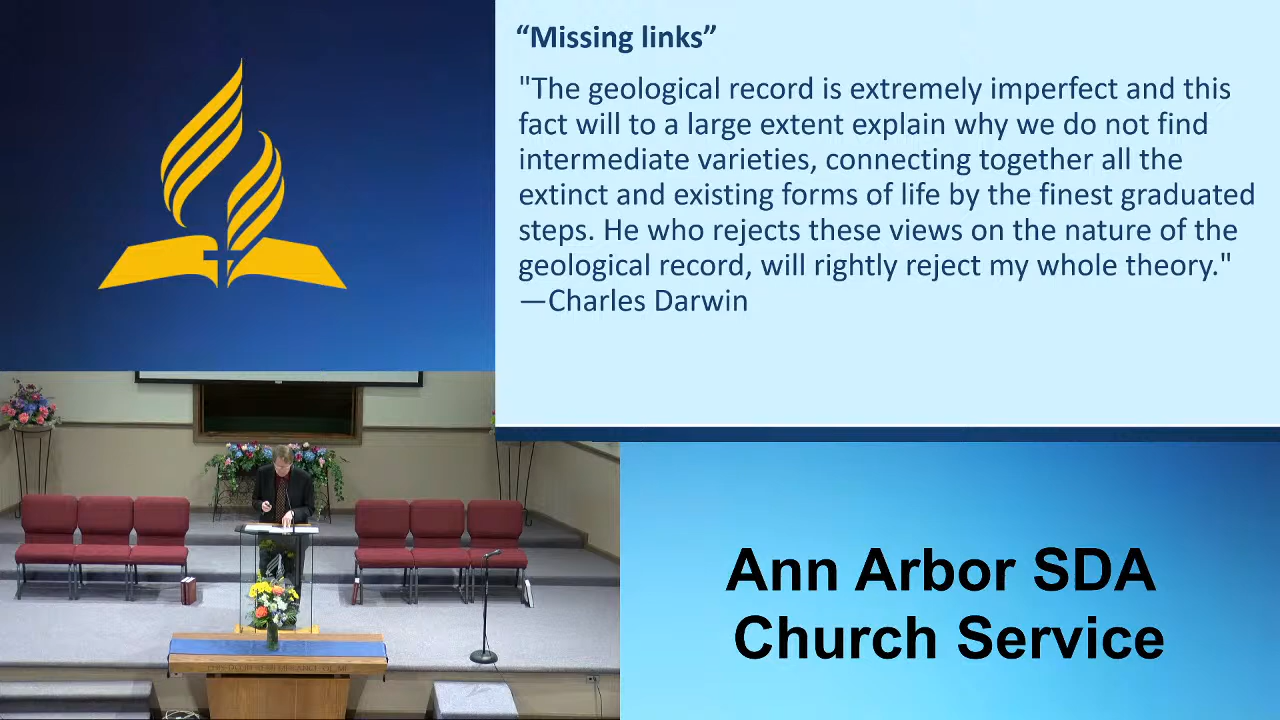 “Missing links”
"The geological record is extremely imperfect and this
fact will to a large extent explain why we do not find
intermediate varieties, connecting together all the
extinct and existing forms of life by the finest graduated
steps. He who rejects these views on the nature of the
geological record, will rightly reject my whole theory."
—Charles Darwin
Ann Arbor SDA
Church Service